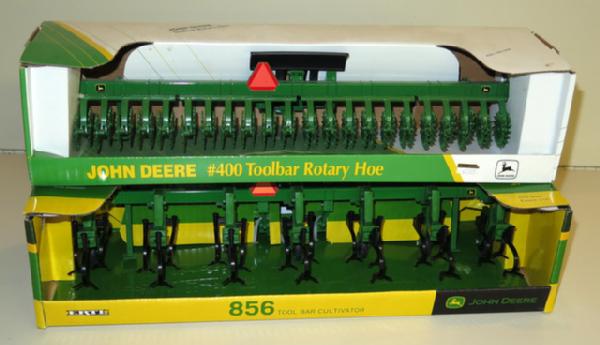 JOHN DEERE #400 Toolbar Rotary Hoe
ERTL
856 TOOL BAR CULTIVATOR
JOHN DEERE